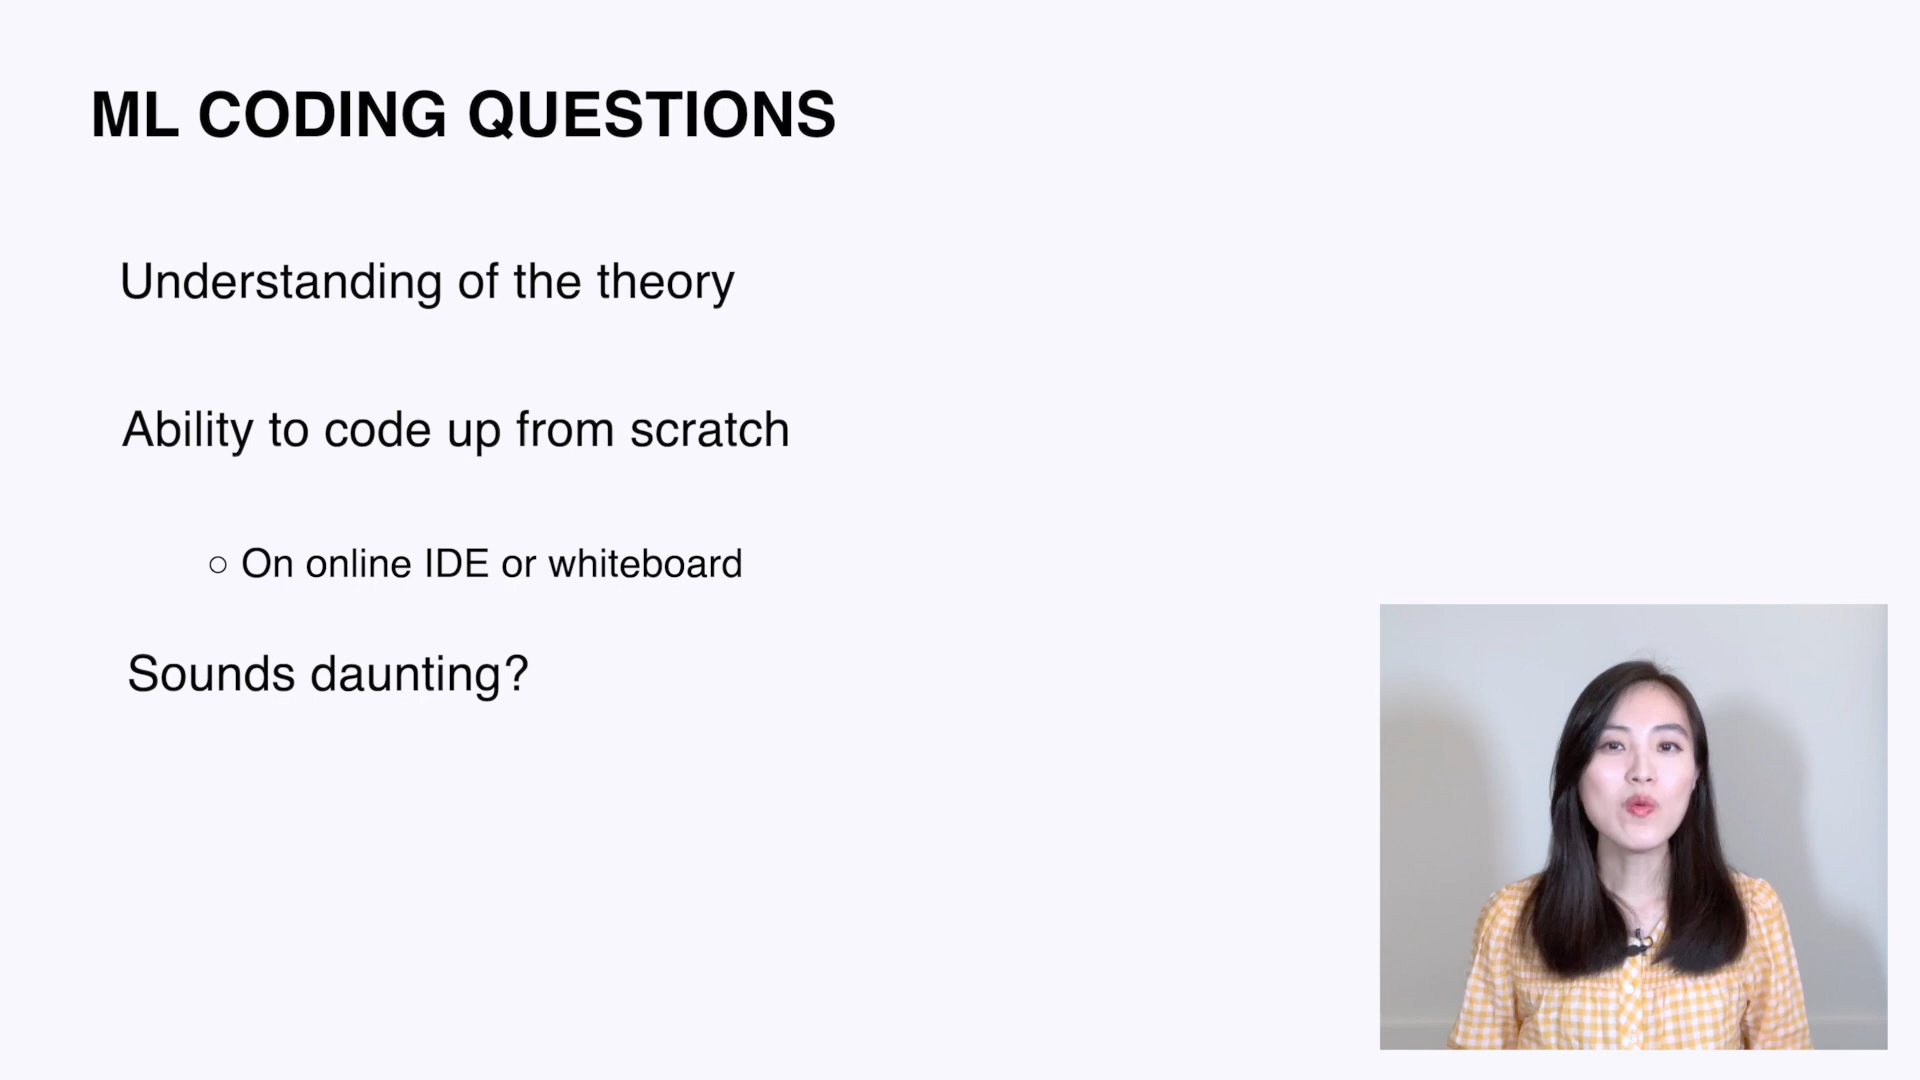 ML CODING QUESTIONS
Understanding of the theory
Ability to code up from scratch
○ On online IDE or whiteboard
Sounds daunting?